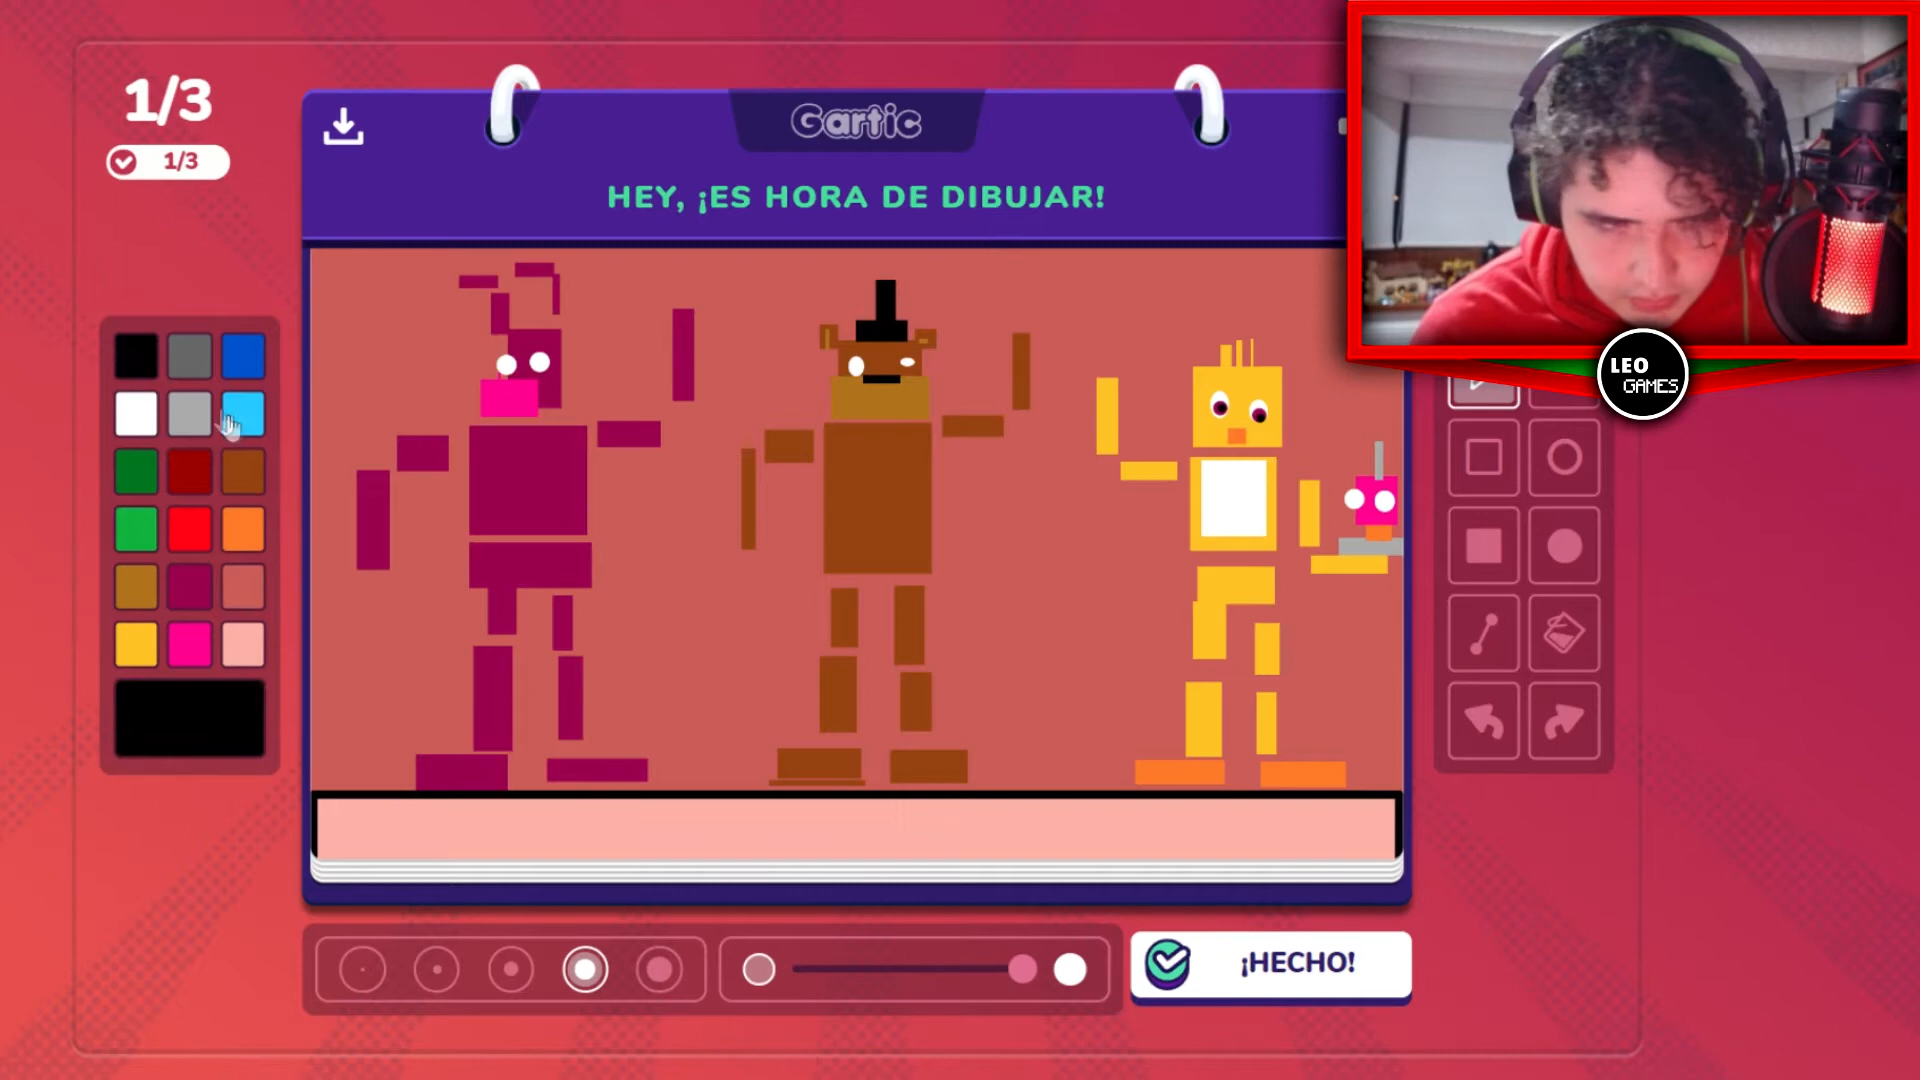 1/3
1/3
Gartic
HEY, ¡ES HORA DE DIBUJAR!
LEO
GAMES
¡HECHO!